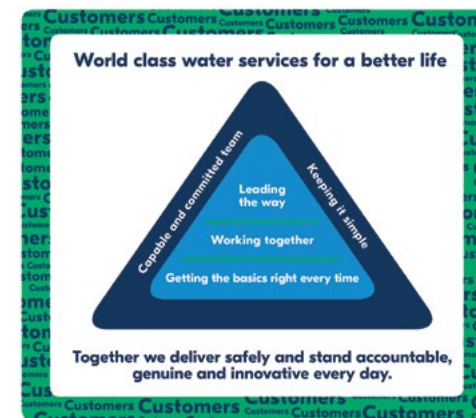 Customers Customers Customers Customers Customers
World class water services for a better life
Capable and committed team
Keeping it simple
Leading
the way
Working together
Getting the basics right every time
Together we deliver safely and stand accountable,
genuine and innovative every day.
Customers Customers Customers